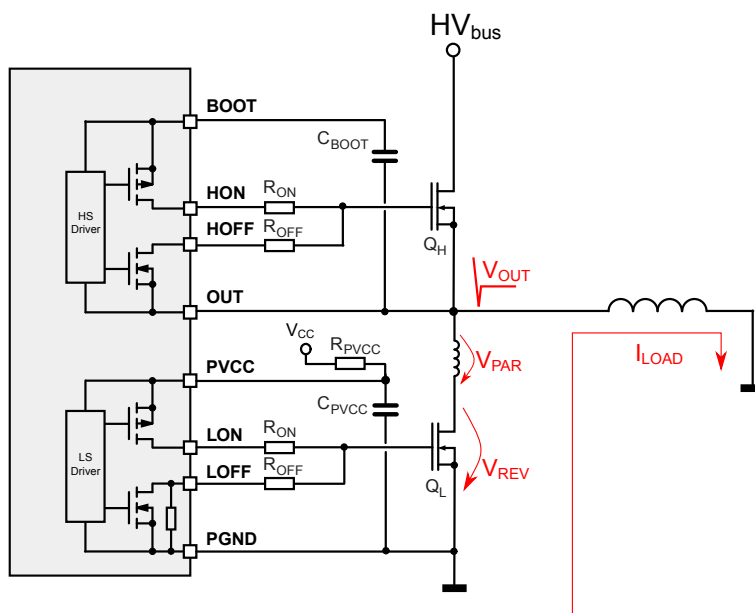 HVbus
BOOT
CBOOT
HON
RON
HS
Driver
HOFF
ROFF
QH
VOUT
OUT
VCC
RPVCC
PVCC
VPAR
ILOAD
CPVCC
LON
RON
LS
Driver
LOFF
ROFF
VREV
QL
PGND